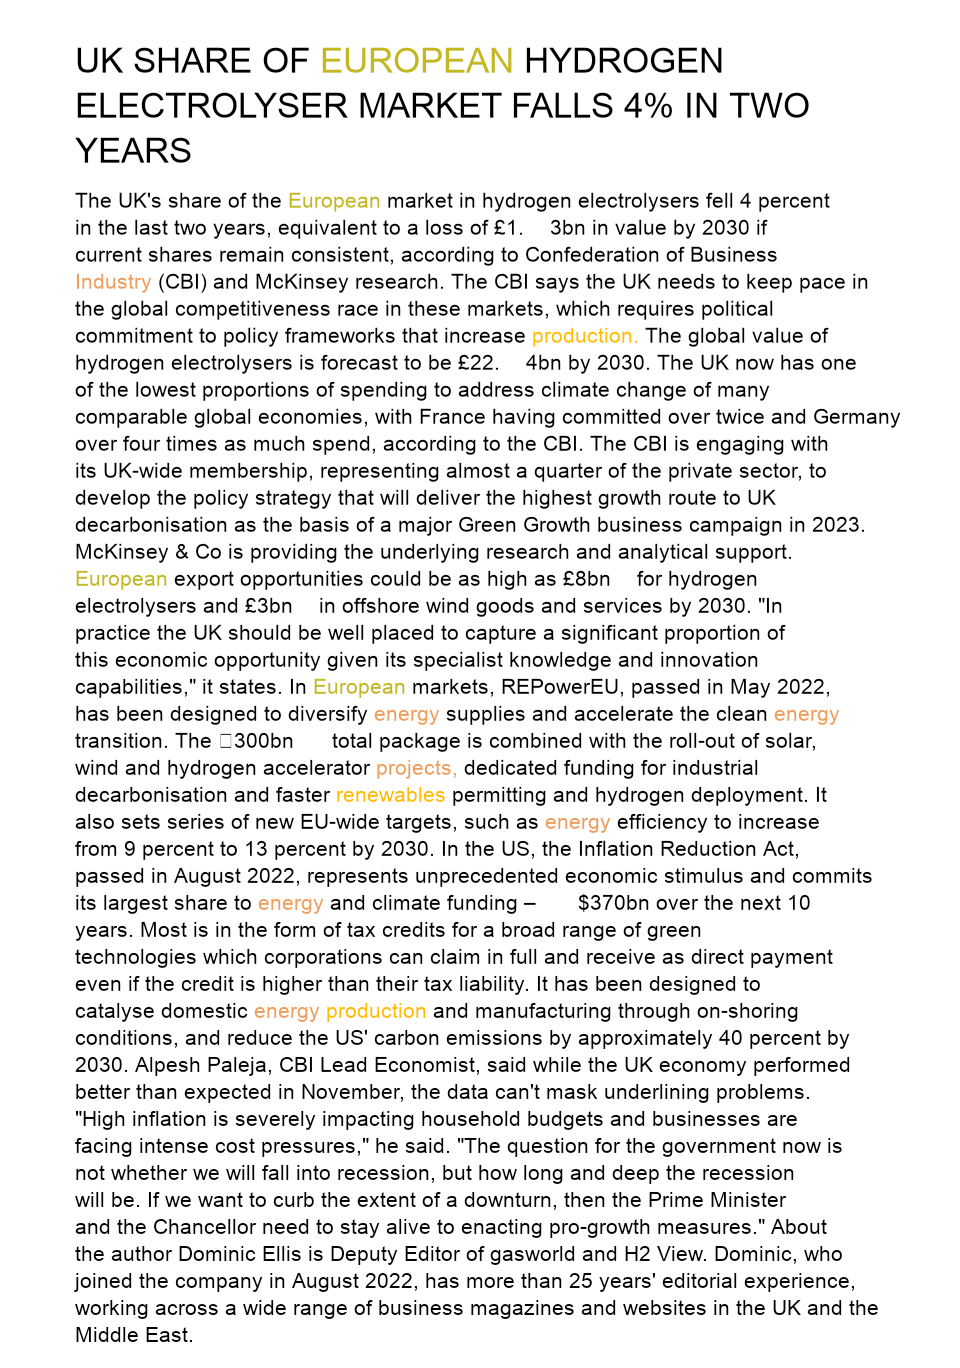 UK SHARE OF EUROPEAN HYDROGEN
ELECTROLYSER MARKET FALLS 4% IN TWO
YEARS
The UK's share of the European market in hydrogen electrolysers fell 4 percent
in the last two years, equivalent to a loss of £1. 3bn in value by 2030 if
current shares remain consistent, according to Confederation of Business
Industry (CBI) and McKinsey research. The CBI says the UK needs to keep pace in
the global competitiveness race in these markets, which requires political
commitment to policy frameworks that increase production. The global value of
hydrogen electrolysers is forecast to be £22. 4bn by 2030. The UK now has one
of the lowest proportions of spending to address climate change of many
comparable global economies, with France having committed over twice and Germany
over four times as much spend, according to the CBI. The CBI is engaging with
its UK-wide membership, representing almost a quarter of the private sector, to
develop the policy strategy that will deliver the highest growth route to UK
decarbonisation as the basis of a major Green Growth business campaign in 2023.
McKinsey & Co is providing the underlying research and analytical support.
European export opportunities could be as high as £8bn for hydrogen
electrolysers and £3bn in offshore wind goods and services by 2030. "In
practice the UK should be well placed to capture a significant proportion of
this economic opportunity given its specialist knowledge and innovation
capabilities," it states. In European markets, REPowerEU, passed in May 2022,
has been designed to diversify energy supplies and accelerate the clean energy
transition. The □300bn total package is combined with the roll-out of solar,
wind and hydrogen accelerator projects, dedicated funding for industrial
decarbonisation and faster renewables permitting and hydrogen deployment. It
also sets series of new EU-wide targets, such as energy efficiency to increase
from 9 percent to 13 percent by 2030. In the US, the Inflation Reduction Act,
passed in August 2022, represents unprecedented economic stimulus and commits
its largest share to energy and climate funding – $370bn over the next 10
years. Most is in the form of tax credits for a broad range of green
technologies which corporations can claim in full and receive as direct payment
even if the credit is higher than their tax liability. It has been designed to
catalyse domestic energy production and manufacturing through on-shoring
conditions, and reduce the US' carbon emissions by approximately 40 percent by
2030. Alpesh Paleja, CBI Lead Economist, said while the UK economy performed
better than expected in November, the data can't mask underlining problems.
"High inflation is severely impacting household budgets and businesses are
facing intense cost pressures," he said. "The question for the government now is
not whether we will fall into recession, but how long and deep the recession
will be. If we want to curb the extent of a downturn, then the Prime Minister
and the Chancellor need to stay alive to enacting pro-growth measures." About
the author Dominic Ellis is Deputy Editor of gasworld and H2 View. Dominic, who
joined the company in August 2022, has more than 25 years' editorial experience,
working across a wide range of business magazines and websites in the UK and the
Middle East.